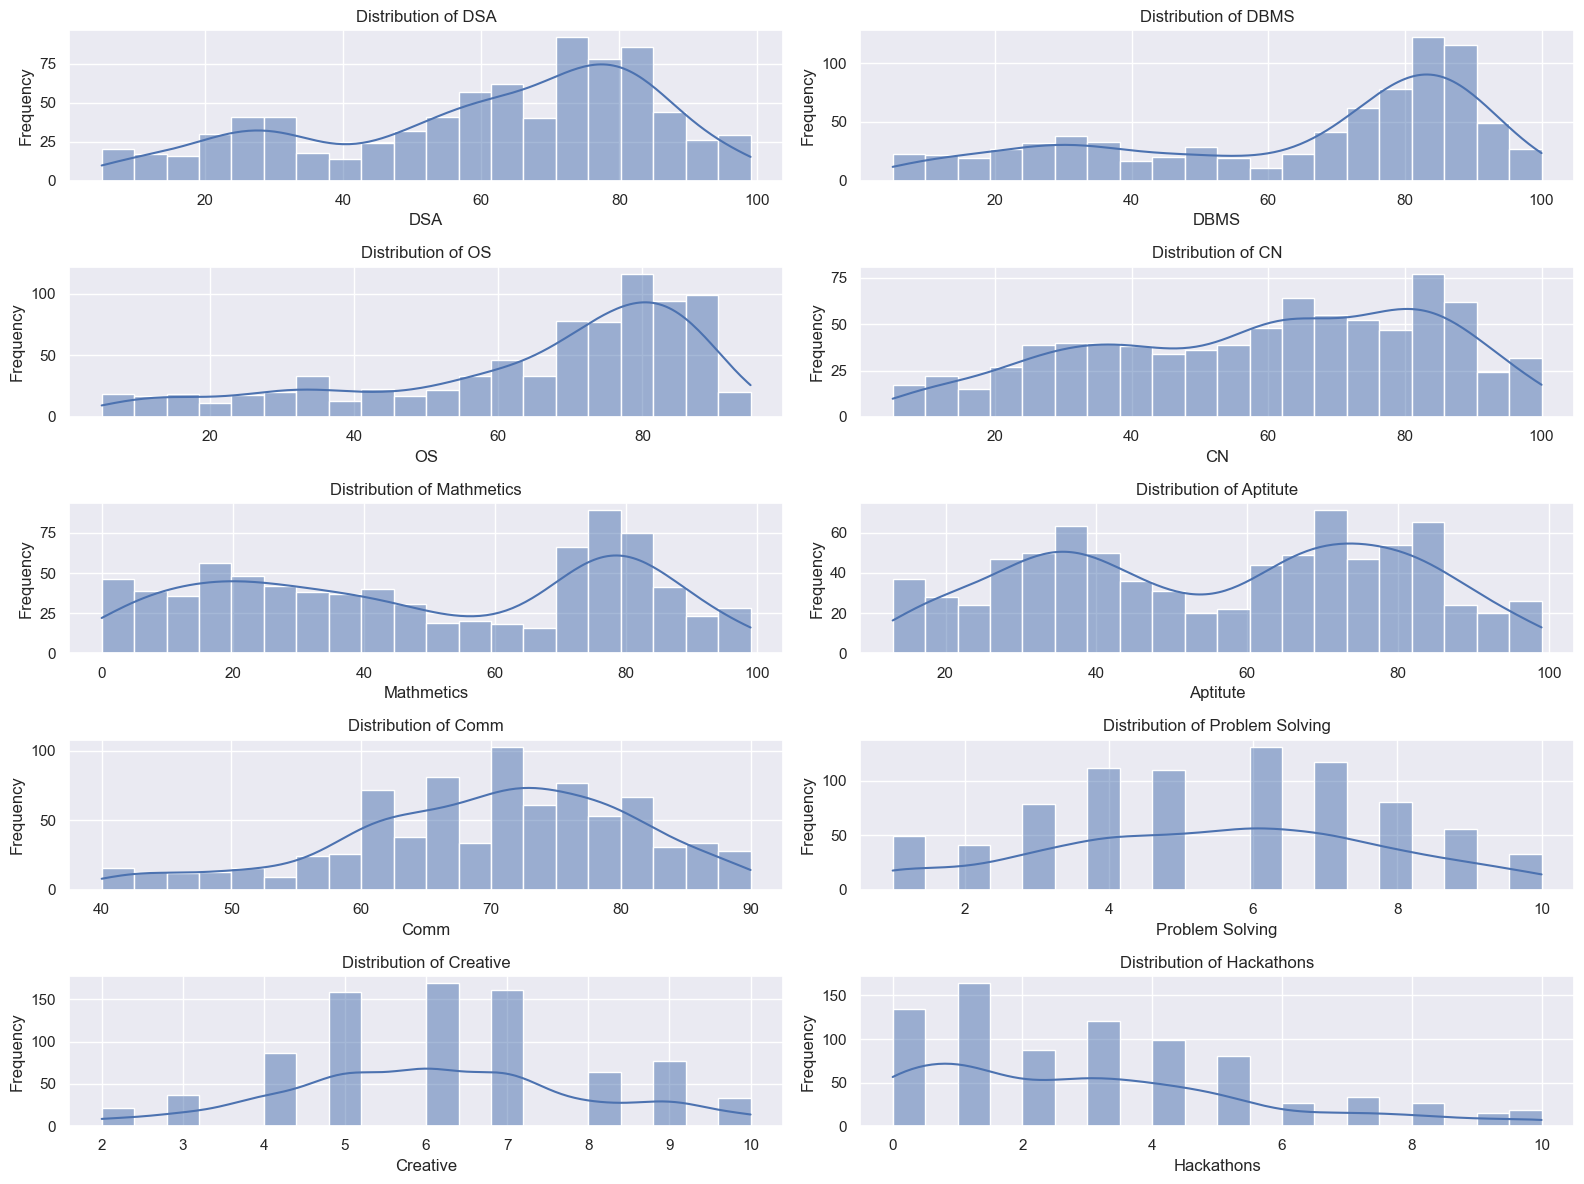 Distribution of DSA
Frequency
75
50
25
0
20 40 60 80 100
DSA
Distribution of DBMS
Frequency
100
50
0
20 40 60 80 100
DBMS
Distribution of OS
Frequency
100
50
0
20 40 60 80
OS
Distribution of CN
Frequency
75
50
25
0
20 40 60 80 100
CN
Distribution of Mathmetics
Frequency
75
50
25
0
0 20 40 60 80 100
Mathmetics
Distribution of Aptitute
Frequency
60
40
20
0
20 40 60 80 100
Aptitute
Distribution of Comm
Frequency
100
50
0
40 50 60 70 80 90
Comm
Distribution of Problem Solving
Frequency
100
50
0
2 4 6 8 10
Problem Solving
Distribution of Creative
Frequency
150
100
50
0
2 3 4 5 6 7 8 9 10
Creative
Distribution of Hackathons
Frequency
150
100
50
0
0 2 4 6 8 10
Hackathons